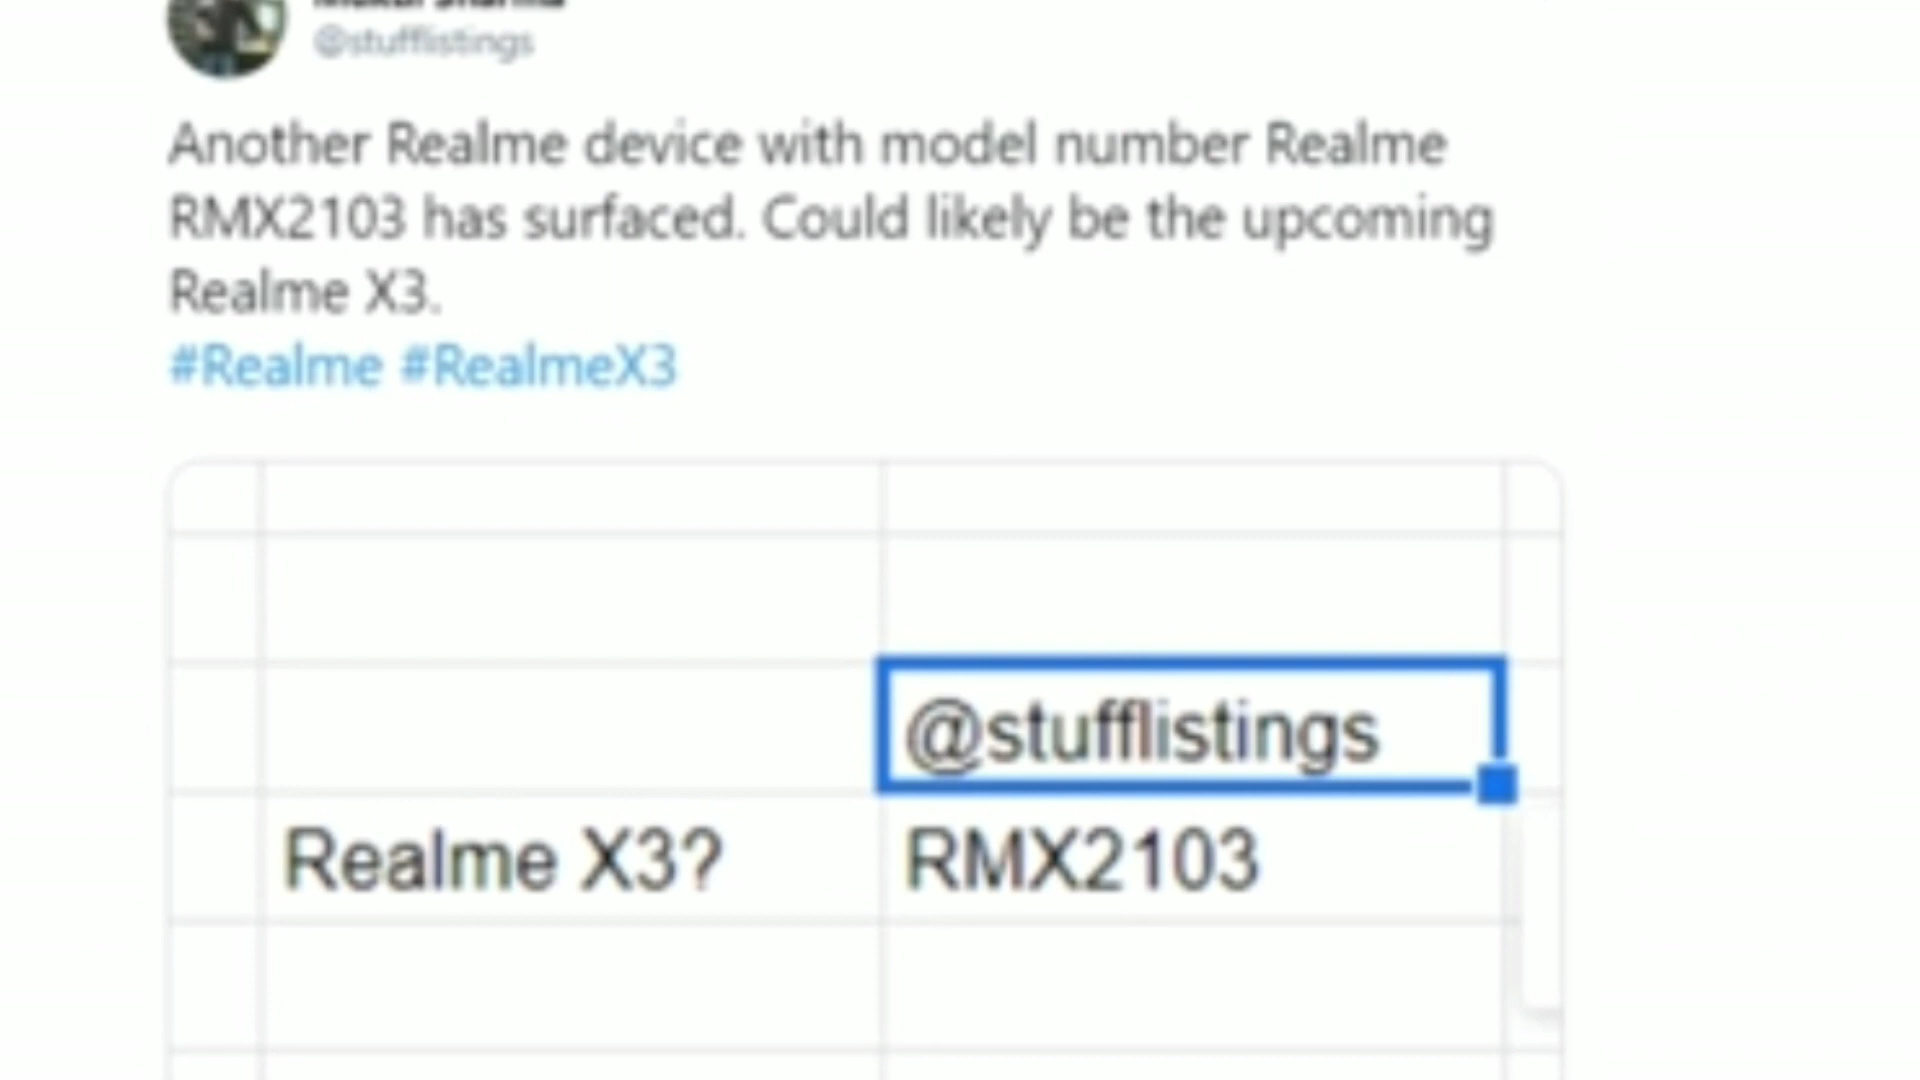 @stufflistings
Another Realme device with model number Realme
RMX2103 has surfaced. Could likely be the upcoming
Realme X3.
#Realme #RealmeX3
@stufflistings
Realme X3? RMX2103